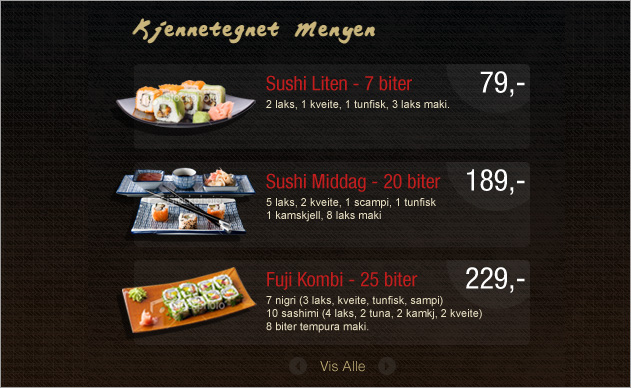 Kjennetegnet Menyen
Sushi Liten - 7 biter
79,-
2 laks, 1 kveite, 1 tunfisk, 3 laks maki.
Sushi Middag - 20 biter
189,-
5 laks, 2 kveite, 1 scampi, 1 tunfisk
1 kamskjell, 8 laks maki
Fuji Kombi - 25 biter
229,-
7 nigri (3 laks, kveite, tunfisk, sampi)
10 sashimi (4 laks, 2 tuna, 2 kamkj, 2 kveite)
8 biter tempura maki.
Vis Alle